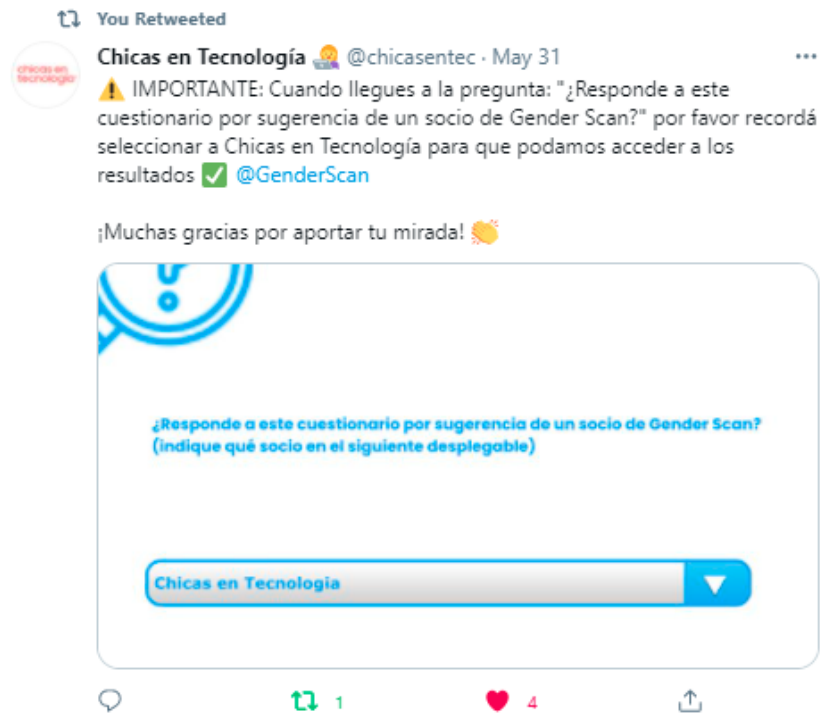 You Retweeted
Chicas en Tecnología 👩‍💻 @chicasentec · May 31
chicas en
tecnología
⚠️ IMPORTANTE: Cuando llegues a la pregunta: "¿Responde a este
cuestionario por sugerencia de un socio de Gender Scan?" por favor recordá
seleccionar a Chicas en Tecnología para que podamos acceder a los
resultados ✅ @GenderScan
¡Muchas gracias por aportar tu mirada! 👏
¿Responde a este cuestionario por sugerencia de un socio de Gender Scan?
(indique qué socio en el siguiente desplegable)
Chicas en Tecnologia
1
4